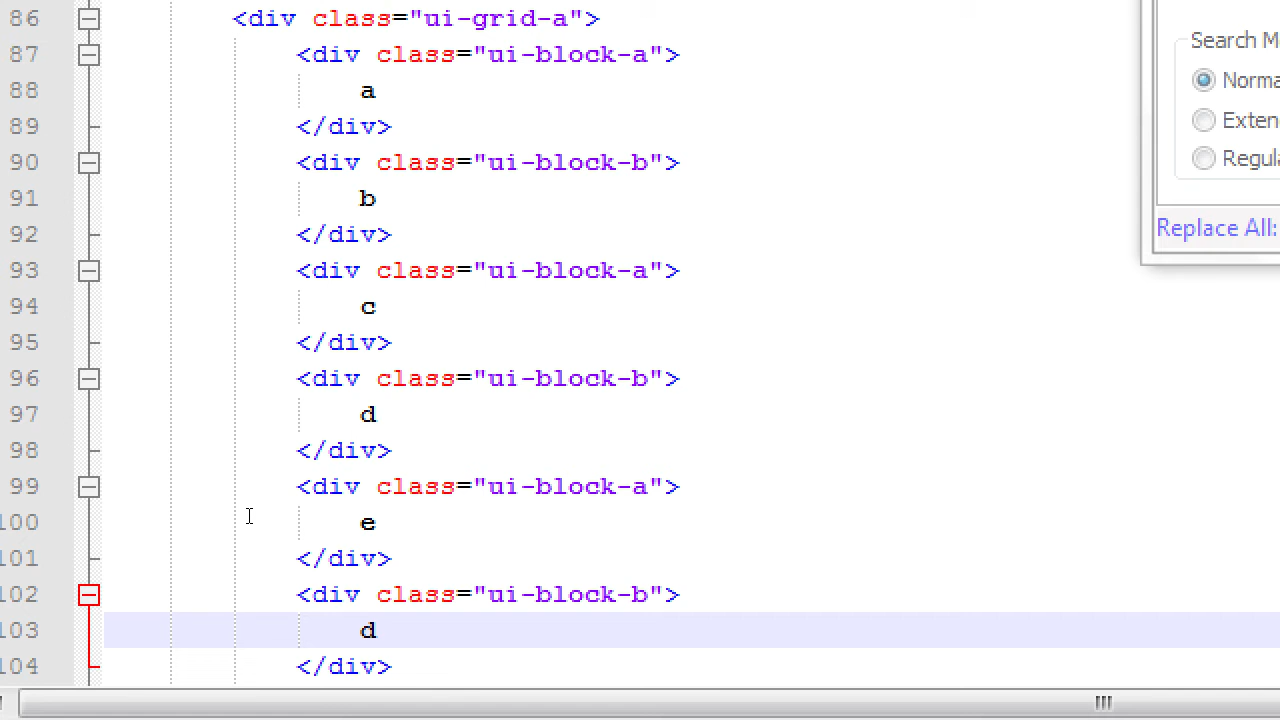 86 <div class="ui-grid-a">
87 <div class="ui-block-a">
88 a
89 </div>
90 <div class="ui-block-b">
91 b
92 </div>
93 <div class="ui-block-a">
94 c
95 </div>
96 <div class="ui-block-b">
97 d
98 </div>
99 <div class="ui-block-a">
100 e
101 </div>
102 <div class="ui-block-b">
103 d
104 </div>
Search M
Norma
Exten
Regula
Replace All: